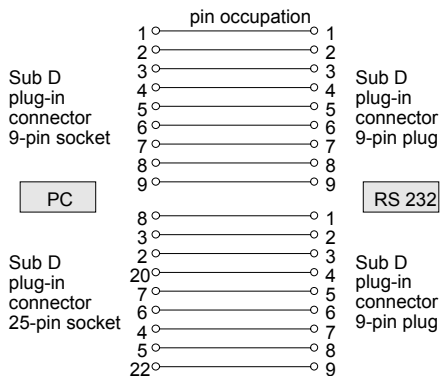 pin occupation
1 1
2 2
3 3
4 4
5 5
6 6
7 7
8 8
9 9
Sub D
plug-in
connector
9-pin socket
Sub D
plug-in
connector
9-pin plug
PC
RS 232
8 1
3 2
2 3
20 4
7 5
6 6
4 7
5 8
22 9
Sub D
plug-in
connector
25-pin socket
Sub D
plug-in
connector
9-pin plug